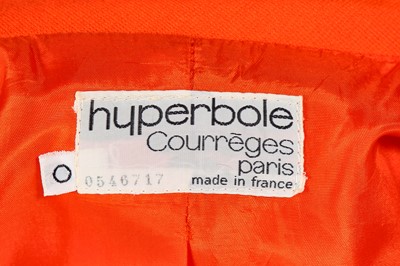 hyperbole
Courrèges
paris
O 0546717 made in france